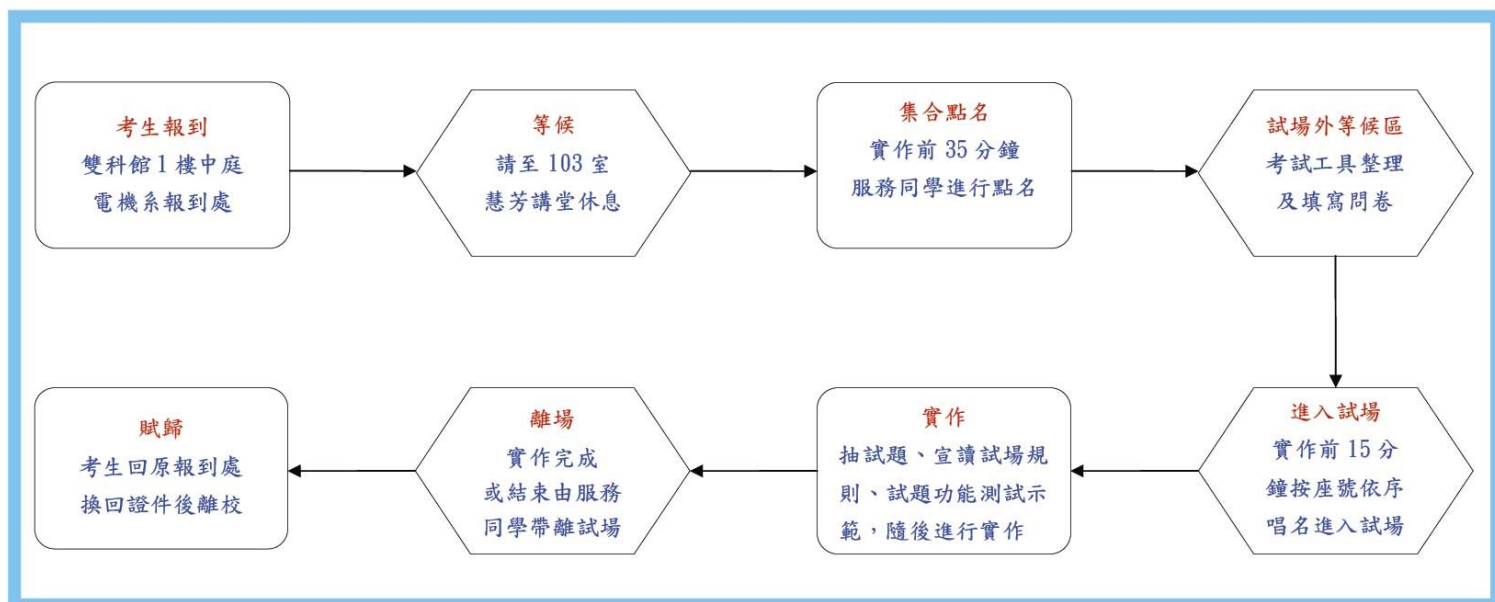 考生報到
雙科館1樓中庭
電機系報到處
等候
請至103室
慧芳講堂休息
集合點名
實作前35分鐘
服務同學進行點名
試場外等候區
考試工具整理
及填寫問卷
進入試場
實作前15分
鐘按座號依序
唱名進入試場
實作
抽試題、宣讀試場規
則、試題功能測試示
範，隨後進行實作
離場
實作完成
或結束由服務
同學帶離試場
賦歸
考生回原報到處
換回證件後離校